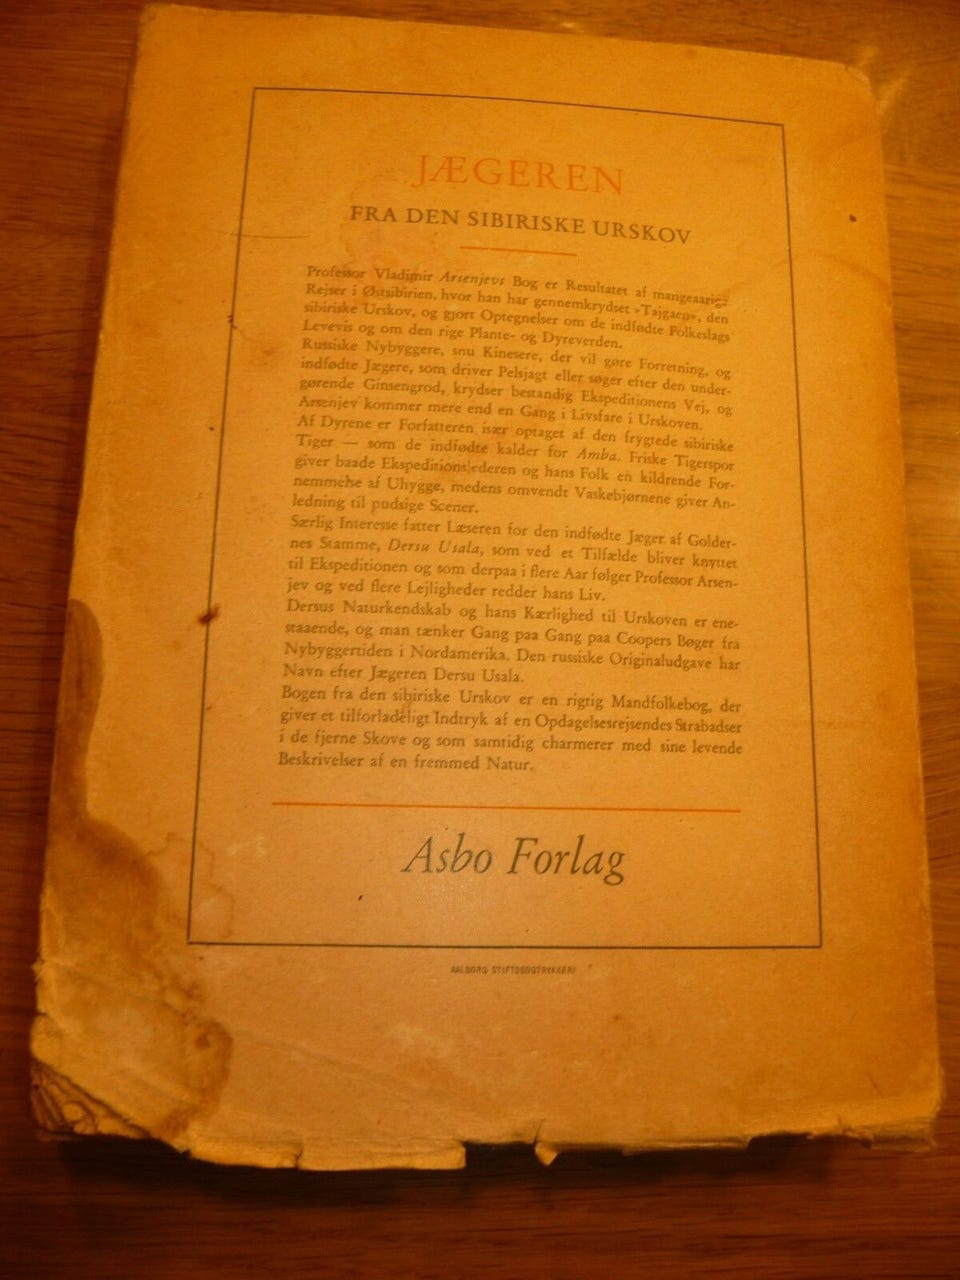 JÆGEREN
FRA DEN SIBIRISKE URSKOV
Professor Vladimir Arsenjevs Bog er Resultatet af mangeaarige
Rejser i Østsibirien, hvor han har gennemkrydset »Tajgaen«, den
sibiriske Urskov, og gjort Optegnelser om de indfødte Folkeslags
Levevis og om den rige Plante- og Dyreverden.
Russiske Nybyggere, snu Kinesere, der vil gøre Forretning, og
indfødte Jægere, som driver Pelsjagt eller søger efter den under-
gørende Ginsengrod, krydser bestandig Ekspeditionens Vej, og
Arsenjev kommer mere end en Gang i Livsfare i Urskoven.
Af Dyrene er Forfatteren især optaget af den frygtede sibiriske
Tiger — som de indfødte kalder for Amba. Friske Tigerspor
giver baade Ekspeditionslederen og hans Folk en kildrende For-
nemmelse af Uhygge, medens omvendt Vaskebjørnene giver An-
ledning til pudsige Scener.
Særlig Interesse fatter Læseren for den indfødte Jæger af Golder-
nes Stamme, Dersu Usala, som ved et Tilfælde bliver knyttet
til Ekspeditionen og som derpaa i flere Aar følger Professor Arsen-
jev og ved flere Lejligheder redder hans Liv.
Dersus Naturkendskab og hans Kærlighed til Urskoven er ene-
staaende, og man tænker Gang paa Gang paa Coopers Bøger fra
Nybyggertiden i Nordamerika. Den russiske Originaludgave har
Navn efter Jægeren Dersu Usala.
Bogen fra den sibiriske Urskov er en rigtig Mandfolkebog, der
giver et tilforladeligt Indtryk af en Opdagelsesrejsendes Strabadser
i de fjerne Skove og som samtidig charmerer med sine levende
Beskrivelser af en fremmed Natur.
Asbo Forlag
AALBORG STIFTSBOGTRYKKERI